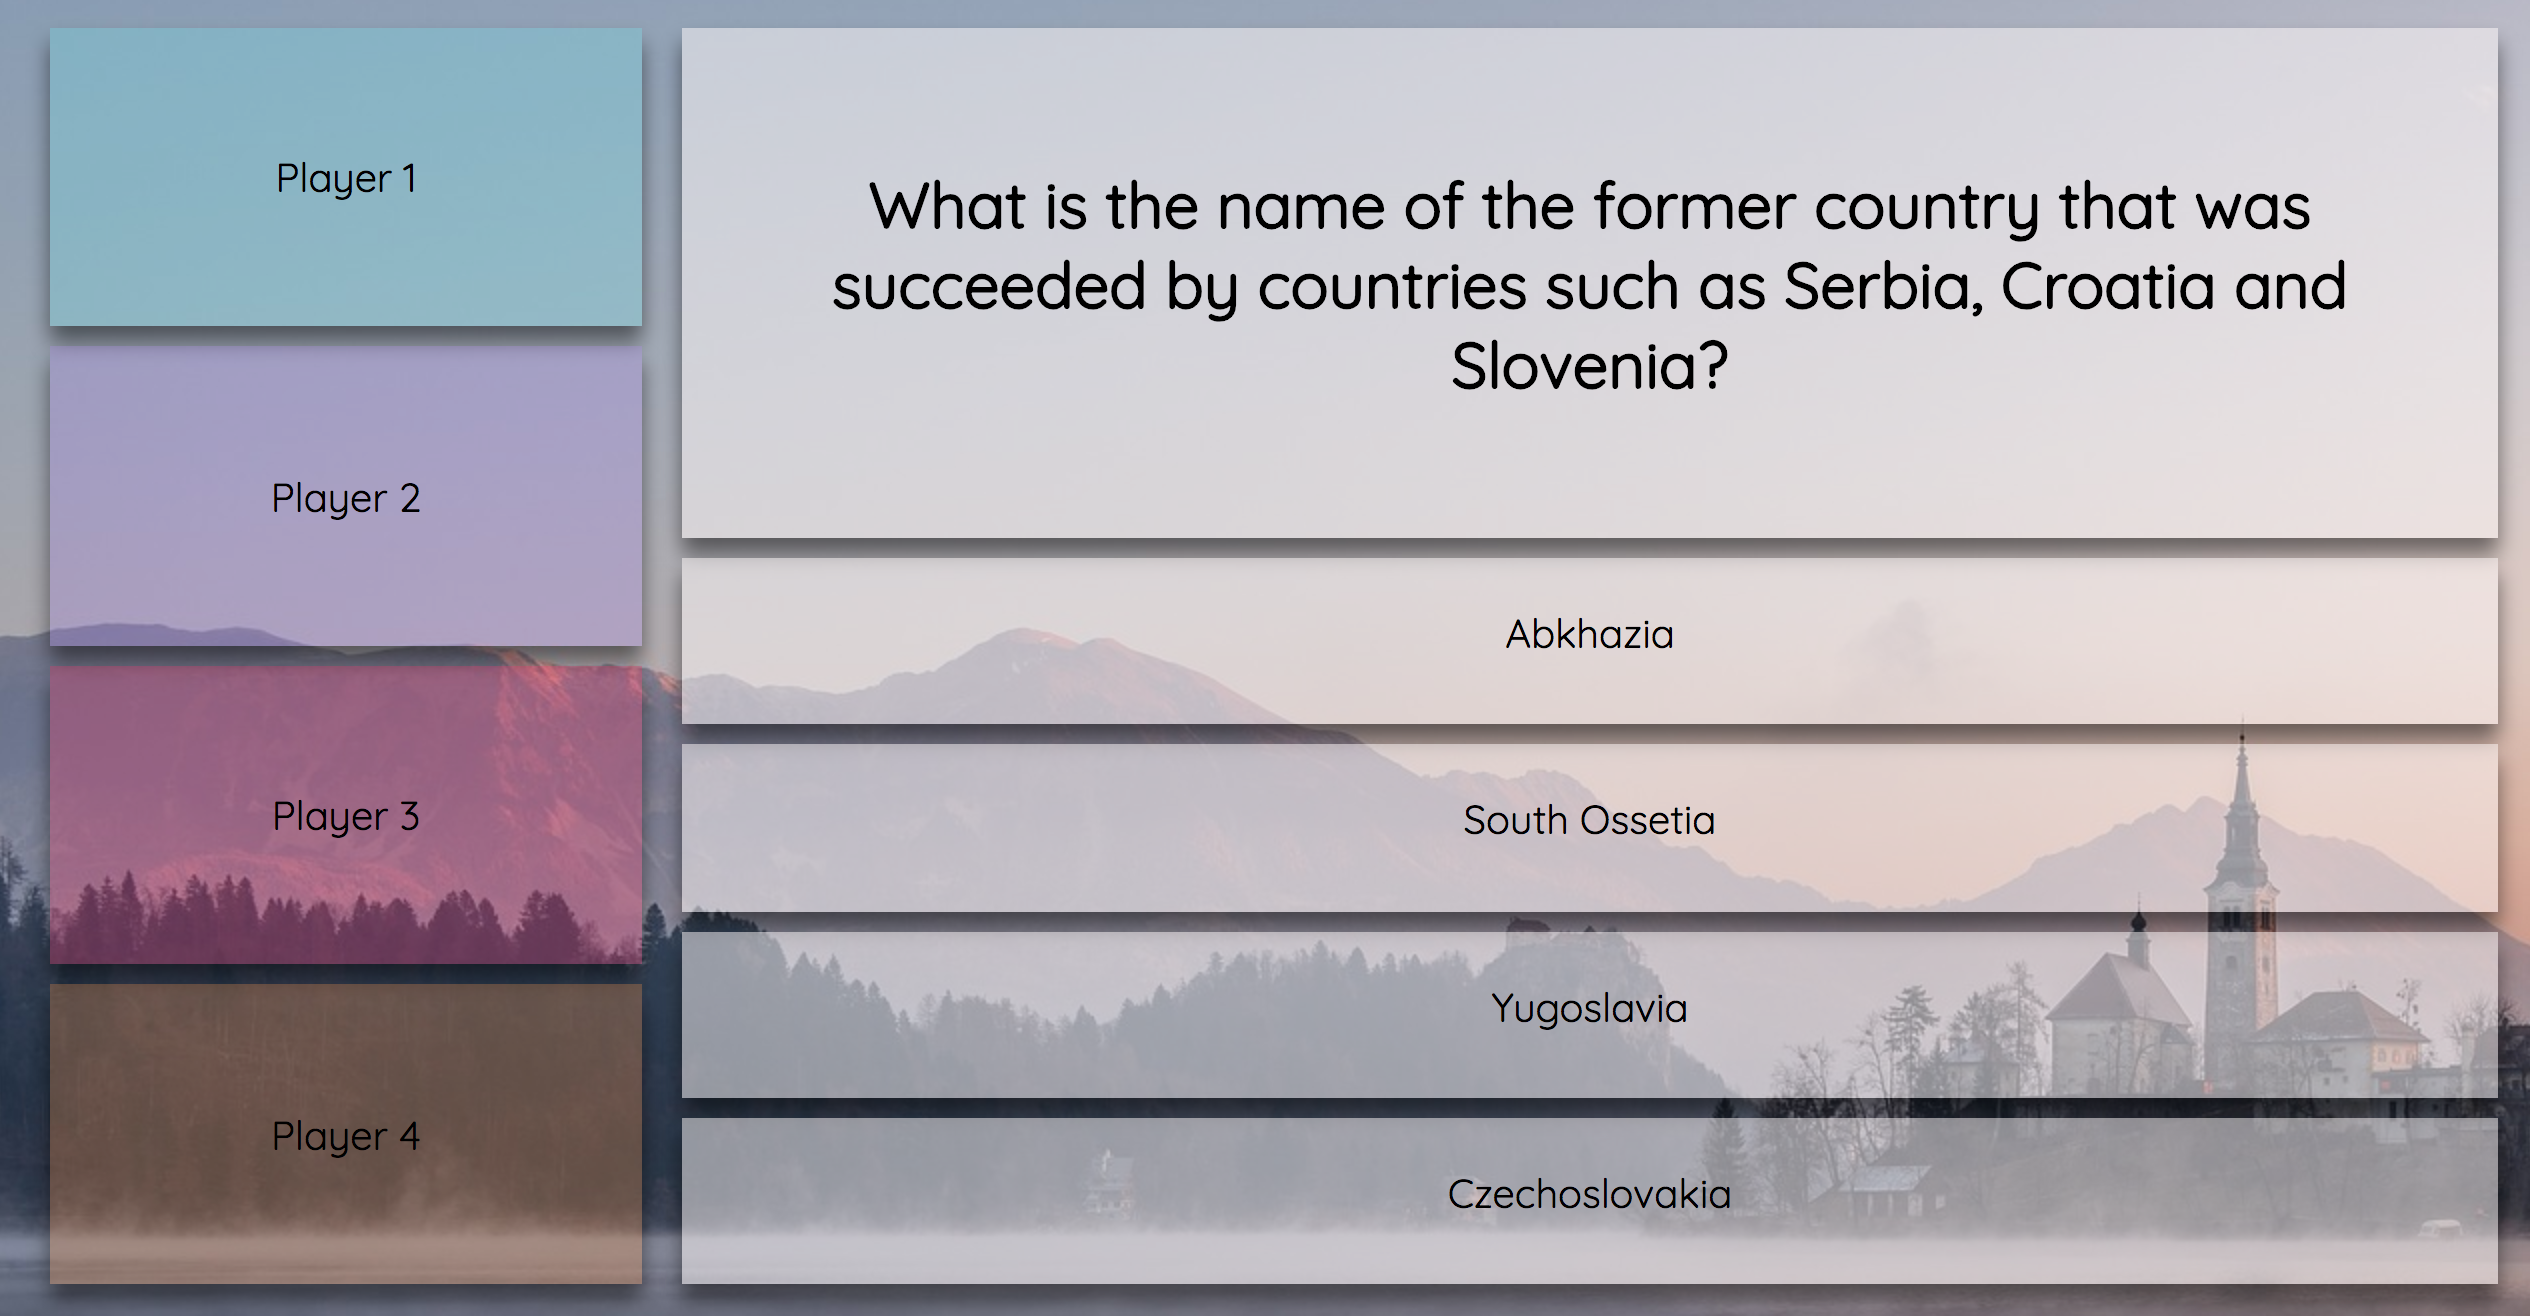 Player 1
Player 2
Player 3
Player 4
What is the name of the former country that was
succeeded by countries such as Serbia, Croatia and
Slovenia?
Abkhazia
South Ossetia
Yugoslavia
Czechoslovakia